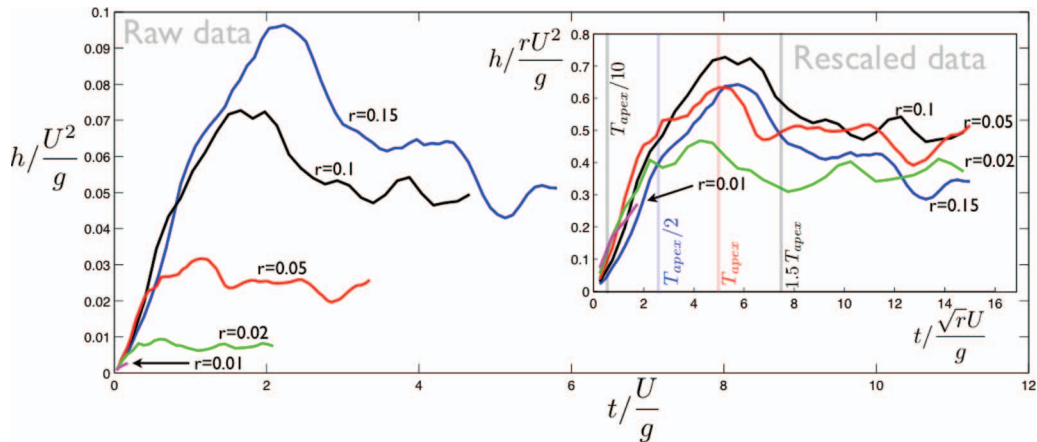 Raw data
h/U²/g
0.1
0.09
0.08
0.07
0.06
0.05
0.04
0.03
0.02
0.01
0
r=0.15
r=0.1
r=0.05
r=0.02
r=0.01
0 2 4 6 8 10 12
t/U/g
Rescaled data
h/rU²/g
0.8
0.7
0.6
0.5
0.4
0.3
0.2
0.1
0
T_apex/10
T_apex/2
T_apex
1.5 T_apex
r=0.1
r=0.05
r=0.02
r=0.01
r=0.15
0 2 4 6 8 10 12 14 16
t/√rU/g